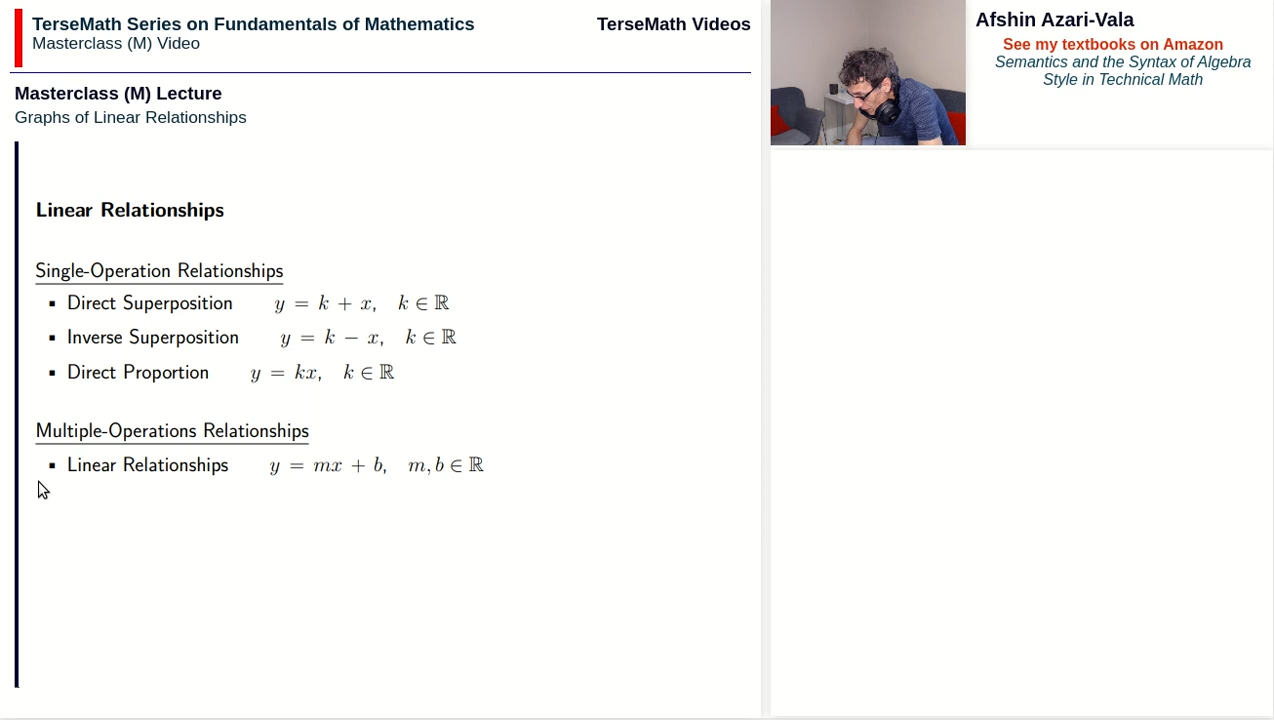 TerseMath Series on Fundamentals of Mathematics
Masterclass (M) Video
TerseMath Videos
Masterclass (M) Lecture
Graphs of Linear Relationships
Linear Relationships
Single-Operation Relationships
▪ Direct Superposition y = k + x, k ∈ ℝ
▪ Inverse Superposition y = k − x, k ∈ ℝ
▪ Direct Proportion y = kx, k ∈ ℝ
Multiple-Operations Relationships
▪ Linear Relationships y = mx + b, m, b ∈ ℝ
Afshin Azari-Vala
See my textbooks on Amazon
Semantics and the Syntax of Algebra
Style in Technical Math